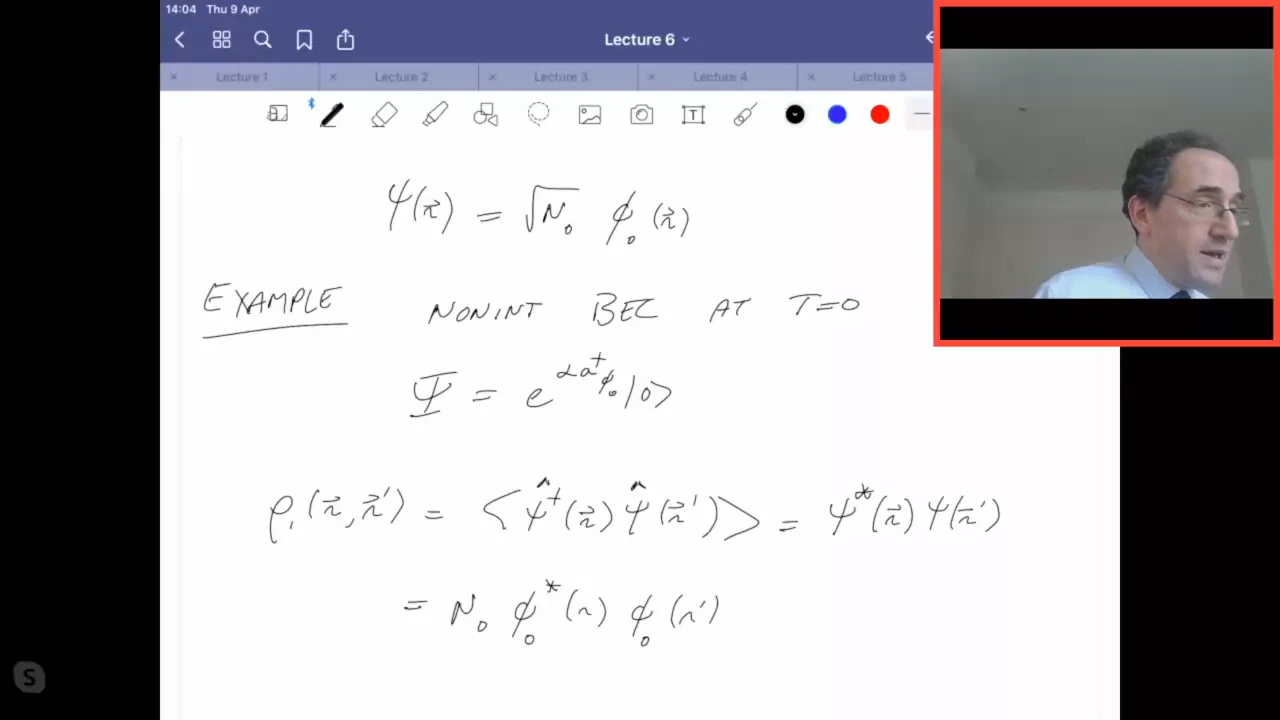 14:04 Thu 9 Apr
Lecture 6
Lecture 1 Lecture 2 Lecture 3 Lecture 4 Lecture 5
T
ψ(r⃗) = √N₀ ϕ₀(r⃗)
EXAMPLE NONINT BEC AT T=0
Ψ = e^{αa†_{ϕ₀}}|0⟩
ρ₁(r⃗,r⃗′) = ⟨ψ̂†(r⃗)ψ̂(r⃗′)⟩ = ψ*(r⃗)ψ(r⃗′)
= N₀ ϕ₀*(r) ϕ₀(r′)
S